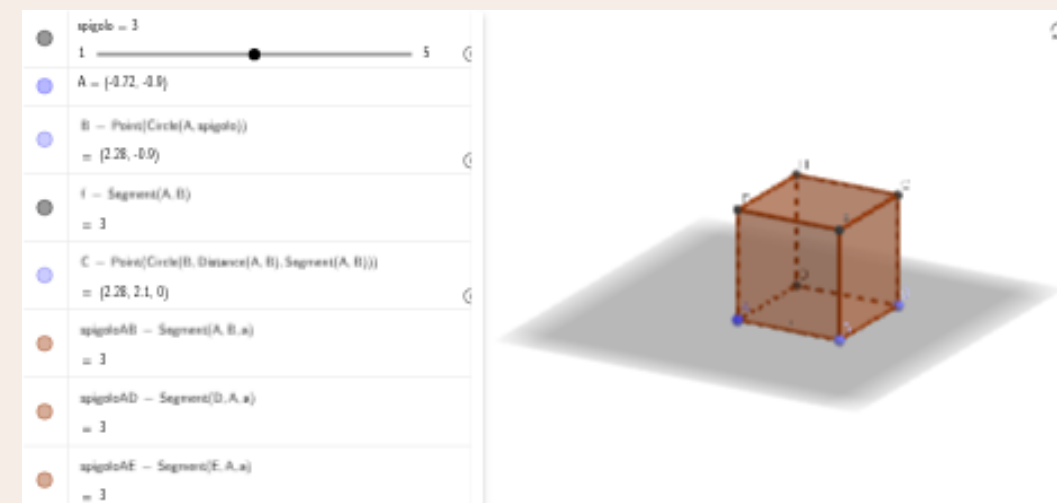 spigolo = 3
1 5
A = (-0.72, -0.9)
B = Point(Circle(A, spigolo))
= (2.28, -0.9)
f = Segment(A, B)
= 3
C = Point(Circle(B, Distance(A, B), Segment(A, B)))
= (2.28, 2.1, 0)
spigoloAB = Segment(A, B, a)
= 3
spigoloAD = Segment(D, A, a)
= 3
spigoloAE = Segment(E, A, a)
= 3